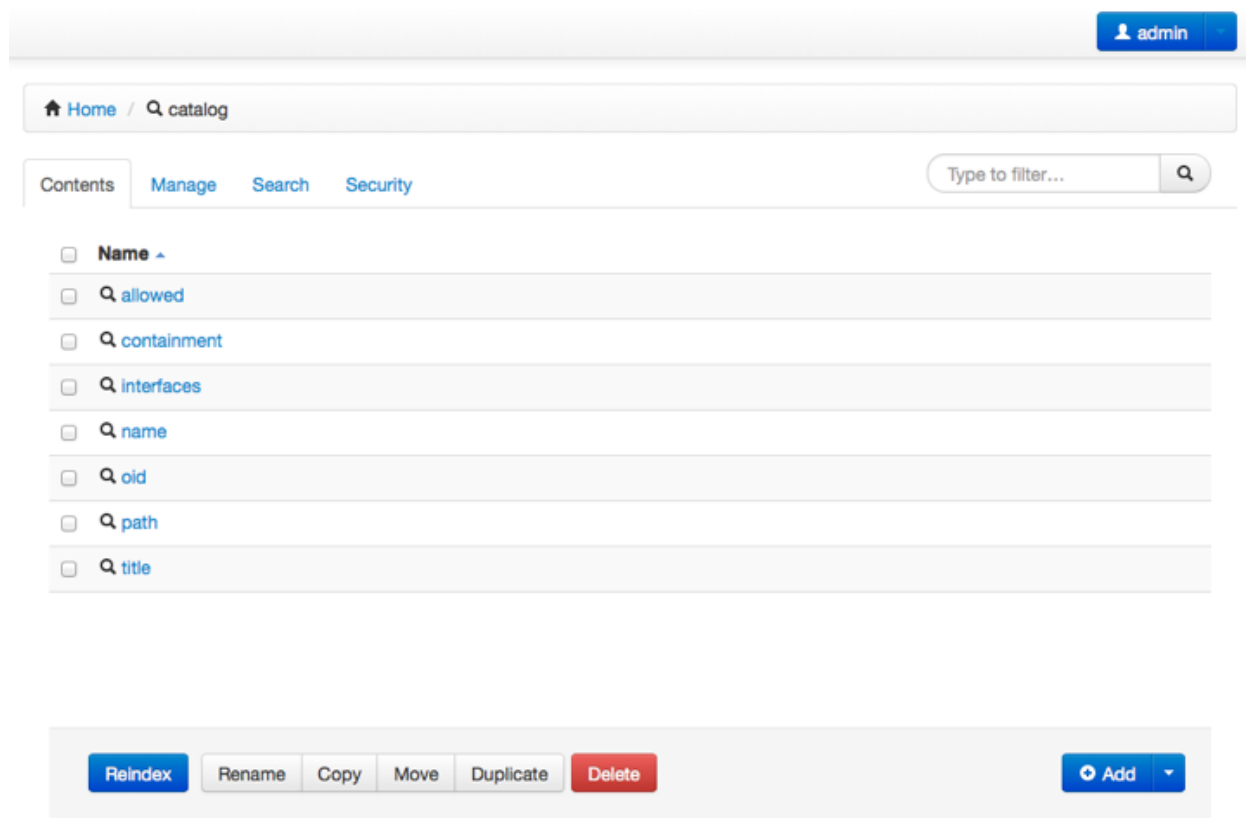 admin
Home / catalog
Contents Manage Search Security Type to filter...
Name
allowed
containment
interfaces
name
oid
path
title
Reindex Rename Copy Move Duplicate Delete Add